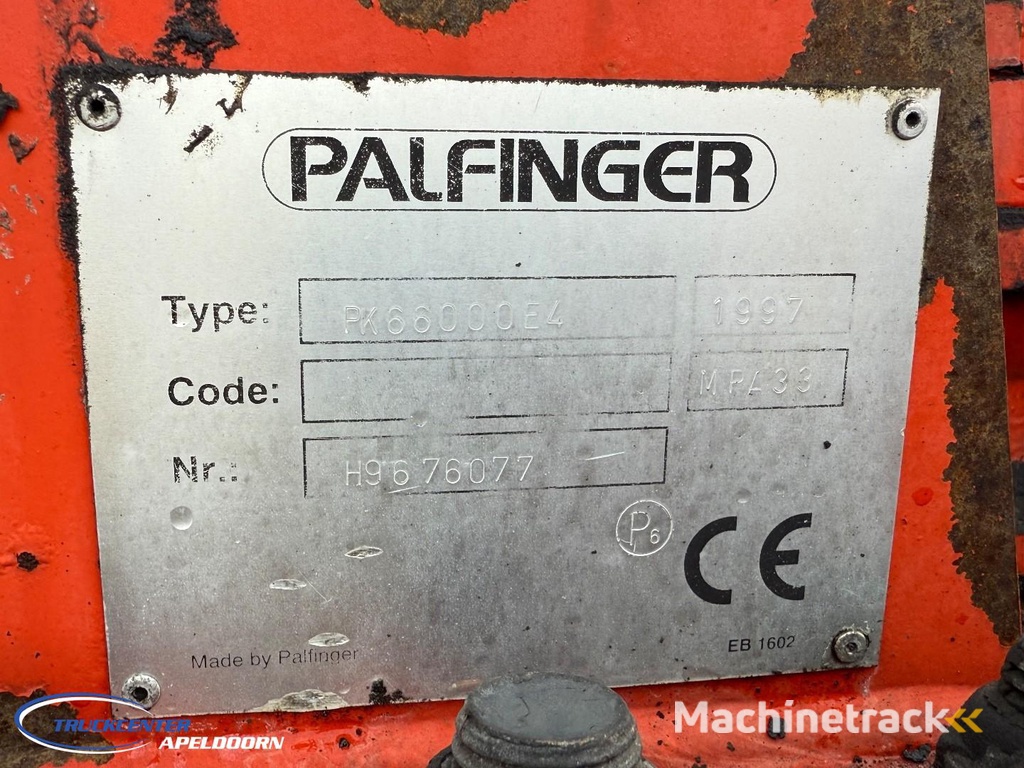 PALFINGER
Type: PK66000E4 1997
Code: MFA33
Nr.: H9676077
P6
CE
Made by Palfinger
EB 1602
TRUCKCENTER
APELDOORN
Machinetrack